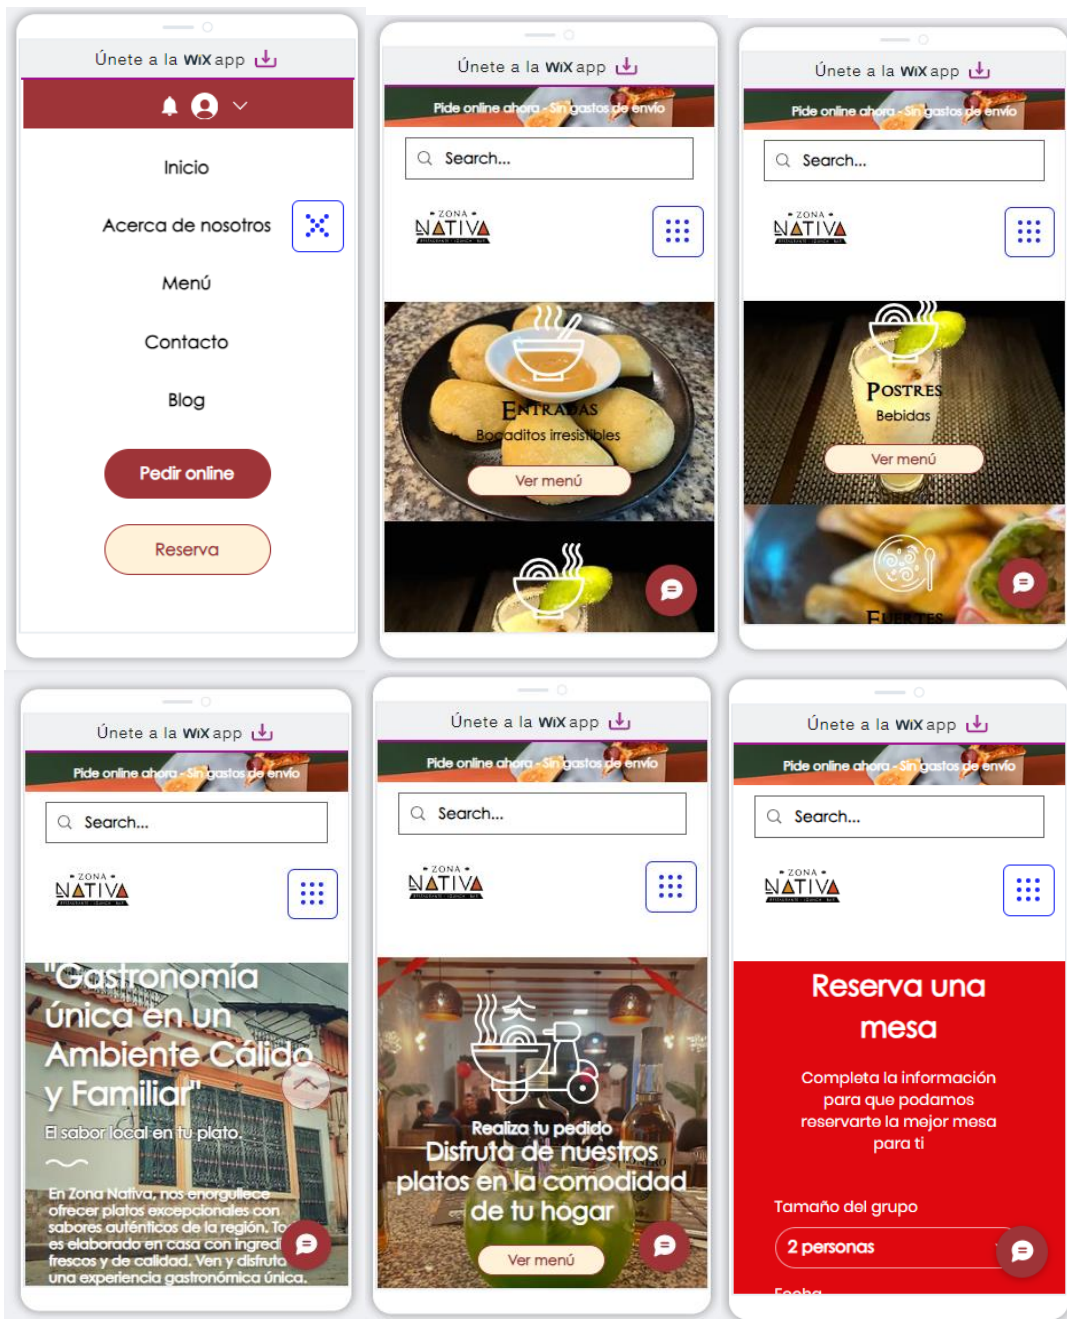 Únete a la WiX app
Inicio
Acerca de nosotros
Menú
Contacto
Blog
Pedir online
Reserva
Únete a la WiX app
Pide online ahora - Sin gastos de envío
Search...
ZONA
NATIVA
ENTRADAS
Bocaditos irresistibles
Ver menú
Únete a la WiX app
Pide online ahora - Sin gastos de envío
Search...
ZONA
NATIVA
POSTRES
Bebidas
Ver menú
FUERTES
Únete a la WiX app
Pide online ahora - Sin gastos de envío
Search...
ZONA
NATIVA
"Gastronomía
única en un
Ambiente Cálido
y Familiar"
El sabor local en tu plato.
En Zona Nativa, nos enorgullece
ofrecer platos excepcionales con
sabores auténticos de la región. To
es elaborado en casa con ingredi
frescos y de calidad. Ven y disfruta
una experiencia gastronómica única.
Únete a la WiX app
Pide online ahora - Sin gastos de envío
Search...
ZONA
NATIVA
Realiza tu pedido
Disfruta de nuestros
platos en la comodidad
de tu hogar
Ver menú
Únete a la WiX app
Pide online ahora - Sin gastos de envío
Search...
ZONA
NATIVA
Reserva una
mesa
Completa la información
para que podamos
reservarte la mejor mesa
para ti
Tamaño del grupo
2 personas
Fecha